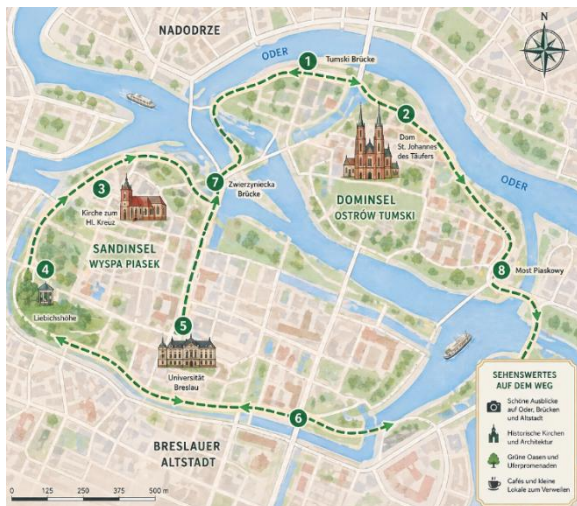 NADODRZE
N
ODER
1
Tumski Brücke
2
Dom
St. Johannes
des Täufers
ODER
3
7
Zwierzyniecka
Brücke
Kirche zum
Hl. Kreuz
DOMINSEL
OSTRÓW TUMSKI
SANDINSEL
WYSPA PIASEK
4
8
Most Piaskowy
Liebichshöhe
5
Universität
Breslau
6
BRESLAUER
ALTSTADT
SEHENSWERTES
AUF DEM WEG
Schöne Ausblicke
auf Oder, Brücken
und Altstadt
Historische Kirchen
und Architektur
Grüne Oasen und
Uferpromenaden
Cafés und kleine
Lokale zum Verweilen
0 125 225 375 500 m